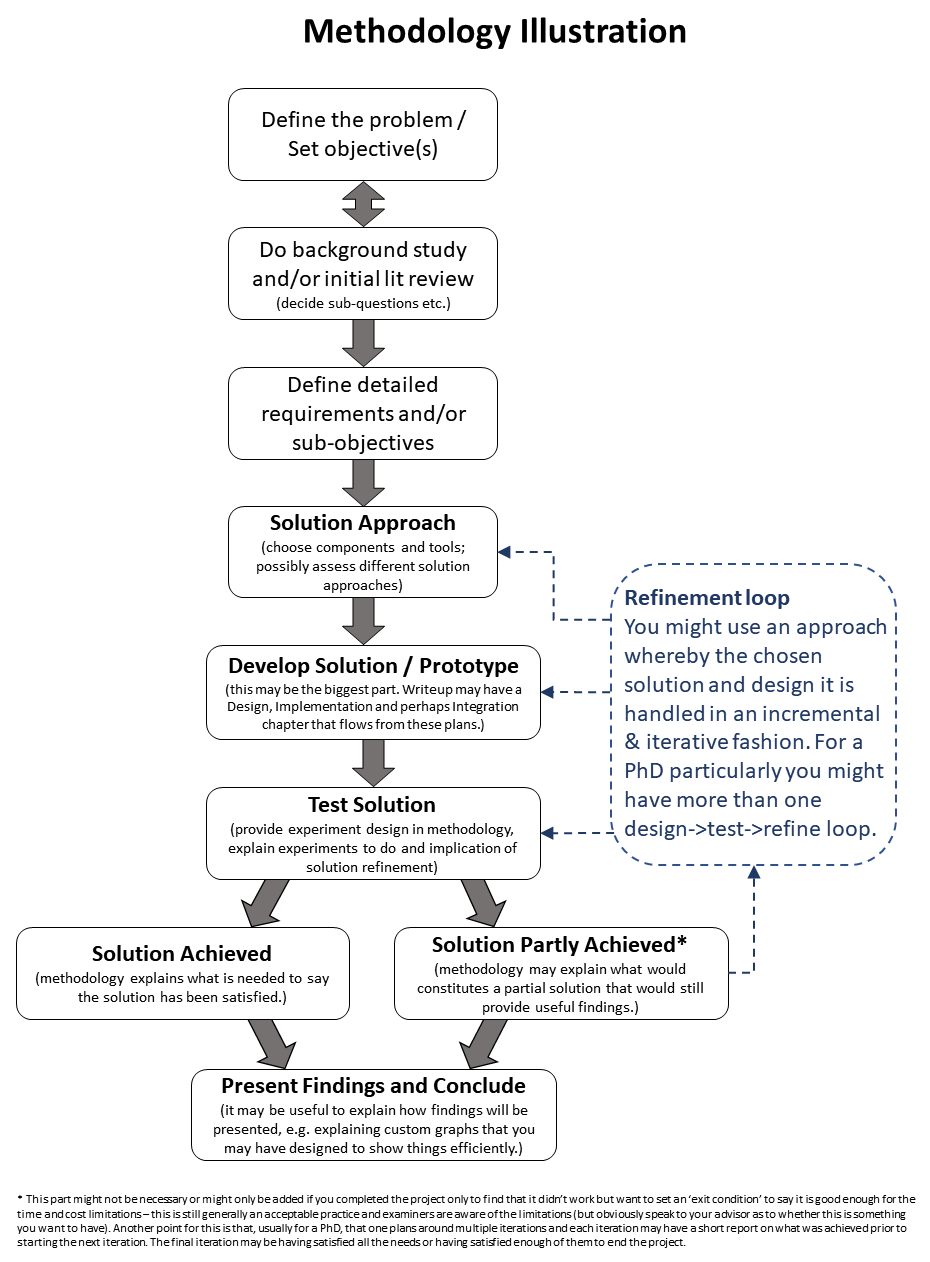 Methodology Illustration
Define the problem /
Set objective(s)
Do background study
and/or initial lit review
(decide sub-questions etc.)
Define detailed
requirements and/or
sub-objectives
Solution Approach
(choose components and tools;
possibly assess different solution
approaches)
Develop Solution / Prototype
(this may be the biggest part. Writeup may have a
Design, Implementation and perhaps Integration
chapter that flows from these plans.)
Test Solution
(provide experiment design in methodology,
explain experiments to do and implication of
solution refinement)
Refinement loop
You might use an approach
whereby the chosen
solution and design it is
handled in an incremental
& iterative fashion. For a
PhD particularly you might
have more than one
design->test->refine loop.
Solution Achieved
(methodology explains what is needed to say
the solution has been satisfied.)
Solution Partly Achieved*
(methodology may explain what would
constitutes a partial solution that would still
provide useful findings.)
Present Findings and Conclude
(it may be useful to explain how findings will be
presented, e.g. explaining custom graphs that you
may have designed to show things efficiently.)
* This part might not be necessary or might only be added if you completed the project only to find that it didn't work but want to set an 'exit condition' to say it is good enough for the
time and cost limitations – this is still generally an acceptable practice and examiners are aware of the limitations (but obviously speak to your advisor as to whether this is something
you want to have). Another point for this is that, usually for a PhD, that one plans around multiple iterations and each iteration may have a short report on what was achieved prior to
starting the next iteration. The final iteration may be having satisfied all the needs or having satisfied enough of them to end the project.